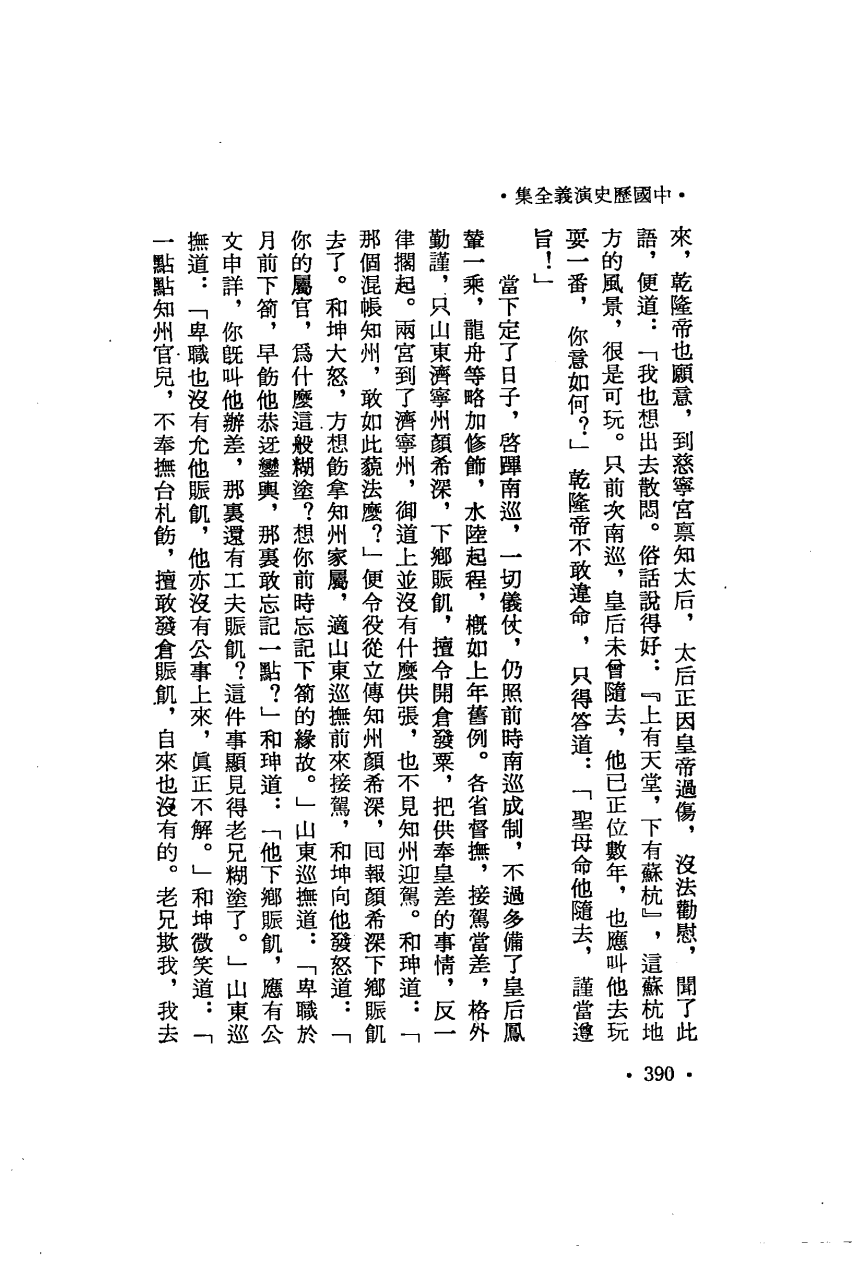 ·中國歷史演義全集·
來，乾隆帝也願意，到慈寧宮禀知太后，太后正因皇帝過傷，沒法勸慰，聞了此
語，便道：「我也想出去散悶。俗話說得好：『上有天堂，下有蘇杭』，這蘇杭地
方的風景，很是可玩。只前次南巡，皇后未曾隨去，他已正位數年，也應叫他去玩
耍一番，你意如何？」乾隆帝不敢違命，只得答道：「聖母命他隨去，謹當遵
旨！」
當下定了日子，啓蹕南巡，一切儀仗，仍照前時南巡成制，不過多備了皇后鳳
輦一乘，龍舟等略加修飾，水陸起程，槪如上年舊例。各省督撫，接駕當差，格外
勤謹，只山東濟寧州顏希深，下鄉賑飢，擅令開倉發粟，把供奉皇差的事情，反一
律擱起。兩宮到了濟寧州，御道上並沒有什麼供張，也不見知州迎駕。和珅道：「
那個混帳知州，敢如此藐法麼？」便令役從立傳知州顏希深，囘報顏希深下鄉賑飢
去了。和坤大怒，方想飭拿知州家屬，適山東巡撫前來接駕，和坤向他發怒道：「
你的屬官，爲什麼這般糊塗？想你前時忘記下箚的緣故。」山東巡撫道：「卑職於
月前下箚，早飭他恭迓鑾輿，那裏敢忘記一點？」和珅道：「他下鄉賑飢，應有公
文申詳，你旣叫他辦差，那裏還有工夫賑飢？這件事顯見得老兄糊塗了。」山東巡
撫道：「卑職也沒有允他賑飢，他亦沒有公事上來，眞正不解。」和坤微笑道：「
一點點知州官兒，不奉撫台札飭，擅敢發倉賑飢，自來也沒有的。老兄欺我，我去
·390·